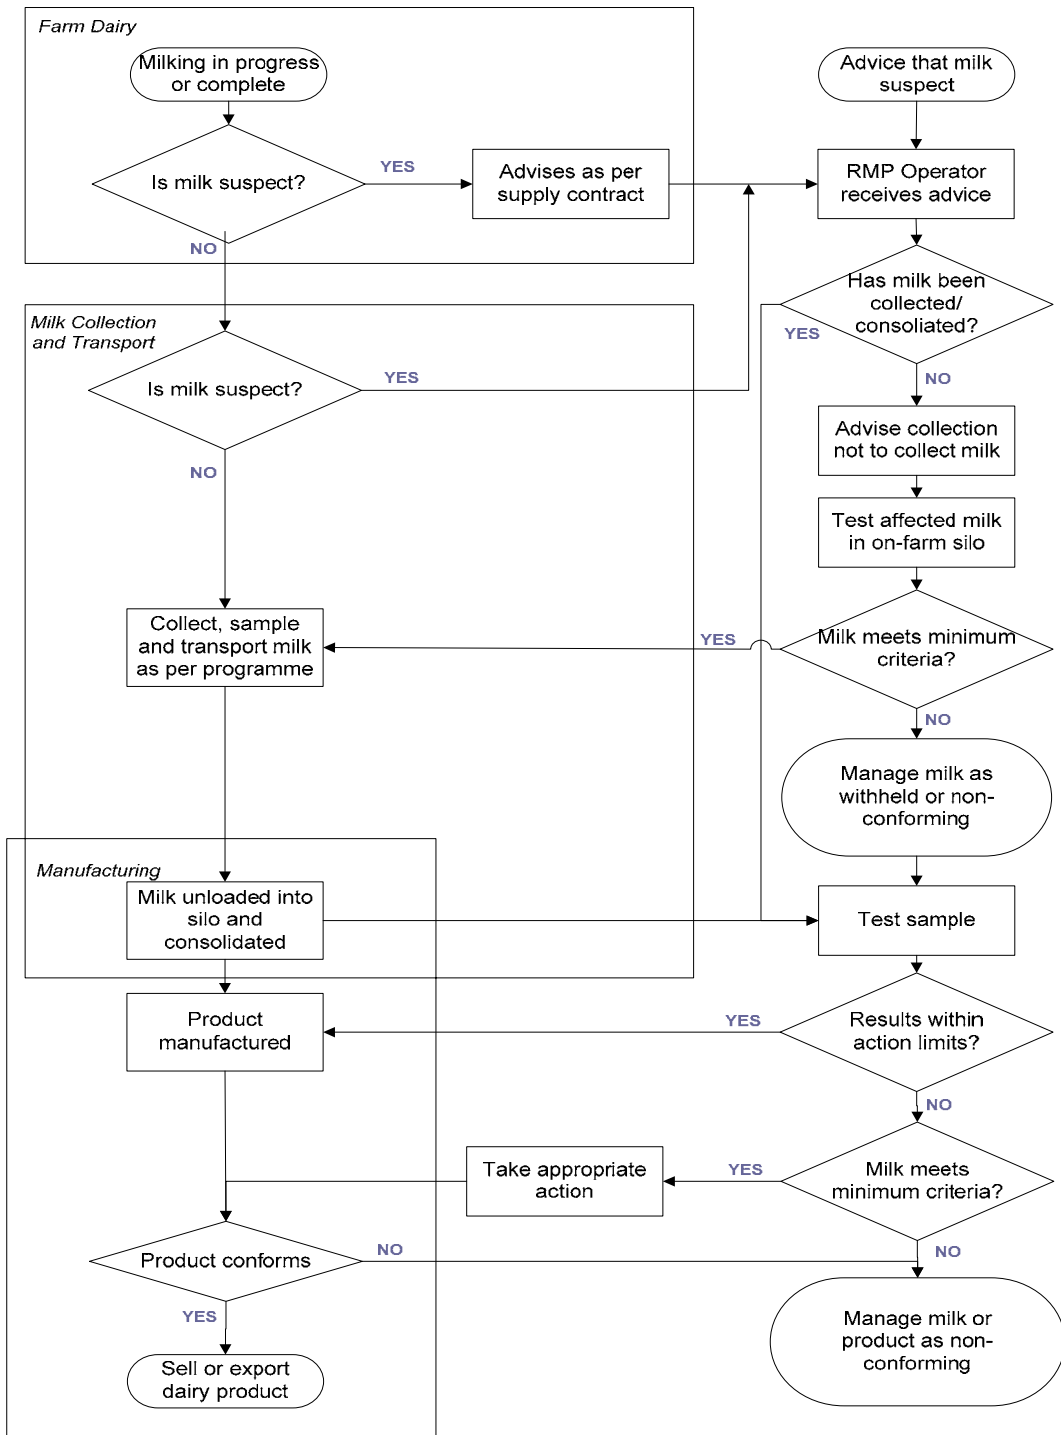 Farm Dairy
Milking in progress
or complete
Advice that milk
suspect
Is milk suspect?
YES
Advises as per
supply contract
RMP Operator
receives advice
NO
Has milk been
collected/
consoliated?
YES
NO
Milk Collection
and Transport
Is milk suspect?
YES
NO
Advise collection
not to collect milk
Test affected milk
in on-farm silo
Collect, sample
and transport milk
as per programme
YES
Milk meets minimum
criteria?
NO
Manage milk as
withheld or non-
conforming
Manufacturing
Milk unloaded into
silo and
consolidated
Test sample
Product
manufactured
YES
Results within
action limits?
NO
Take appropriate
action
YES
Milk meets
minimum criteria?
NO
Product conforms
NO
YES
Manage milk or
product as non-
conforming
Sell or export
dairy product